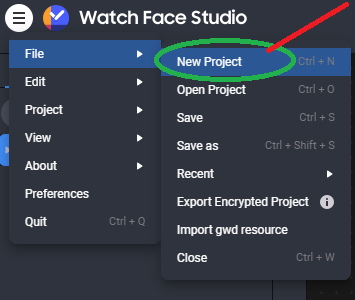 Watch Face Studio
File
Edit
Project
View
About
Preferences
Quit Ctrl + Q
New Project Ctrl + N
Open Project Ctrl + O
Save Ctrl + S
Save as Ctrl + Shift + S
Recent
Export Encrypted Project
Import gwd resource
Close Ctrl + W